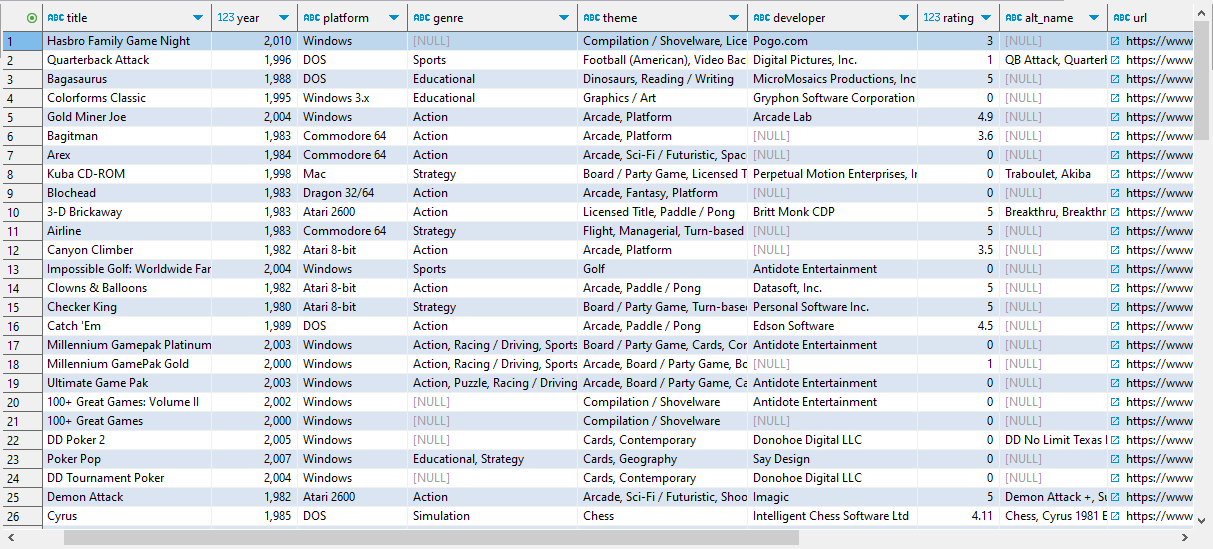 ABC title 123 year ABC platform ABC genre ABC theme ABC developer 123 rating ABC alt_name ABC url
1 Hasbro Family Game Night 2,010 Windows [NULL] Compilation / Shovelware, Lice Pogo.com 3 [NULL] https://www
2 Quarterback Attack 1,996 DOS Sports Football (American), Video Bac Digital Pictures, Inc. 1 QB Attack, Quarterl https://www
3 Bagasaurus 1,988 DOS Educational Dinosaurs, Reading / Writing MicroMosaics Productions, Inc 5 [NULL] https://www
4 Colorforms Classic 1,995 Windows 3.x Educational Graphics / Art Gryphon Software Corporation 0 [NULL] https://www
5 Gold Miner Joe 2,004 Windows Action Arcade, Platform Arcade Lab 4.9 [NULL] https://www
6 Bagitman 1,983 Commodore 64 Action Arcade, Platform [NULL] 3.6 [NULL] https://www
7 Arex 1,984 Commodore 64 Action Arcade, Sci-Fi / Futuristic, Spac [NULL] 0 [NULL] https://www
8 Kuba CD-ROM 1,998 Mac Strategy Board / Party Game, Licensed T Perpetual Motion Enterprises, Ir 0 Traboulet, Akiba https://www
9 Blochead 1,983 Dragon 32/64 Action Arcade, Fantasy, Platform [NULL] 0 [NULL] https://www
10 3-D Brickaway 1,983 Atari 2600 Action Licensed Title, Paddle / Pong Britt Monk CDP 5 Breakthru, Breakthr https://www
11 Airline 1,983 Commodore 64 Strategy Flight, Managerial, Turn-based [NULL] 5 [NULL] https://www
12 Canyon Climber 1,982 Atari 8-bit Action Arcade, Platform [NULL] 3.5 [NULL] https://www
13 Impossible Golf: Worldwide Far 2,004 Windows Sports Golf Antidote Entertainment 0 [NULL] https://www
14 Clowns & Balloons 1,982 Atari 8-bit Action Arcade, Paddle / Pong Datasoft, Inc. 5 [NULL] https://www
15 Checker King 1,980 Atari 8-bit Strategy Board / Party Game, Turn-base Personal Software Inc. 5 [NULL] https://www
16 Catch 'Em 1,989 DOS Action Arcade, Paddle / Pong Edson Software 4.5 [NULL] https://www
17 Millennium Gamepak Platinum 2,003 Windows Action, Racing / Driving, Sports Board / Party Game, Cards, Cor Antidote Entertainment 0 [NULL] https://www
18 Millennium GamePak Gold 2,000 Windows Action, Racing / Driving, Sports Arcade, Board / Party Game, Bo [NULL] 1 [NULL] https://www
19 Ultimate Game Pak 2,003 Windows Action, Puzzle, Racing / Driving Arcade, Board / Party Game, Ca Antidote Entertainment 0 [NULL] https://www
20 100+ Great Games: Volume II 2,002 Windows [NULL] Compilation / Shovelware Antidote Entertainment 0 [NULL] https://www
21 100+ Great Games 2,000 Windows [NULL] Compilation / Shovelware [NULL] 0 [NULL] https://www
22 DD Poker 2 2,005 Windows [NULL] Cards, Contemporary Donohoe Digital LLC 0 DD No Limit Texas https://www
23 Poker Pop 2,007 Windows Educational, Strategy Cards, Geography Say Design 0 [NULL] https://www
24 DD Tournament Poker 2,004 Windows [NULL] Cards, Contemporary Donohoe Digital LLC 0 [NULL] https://www
25 Demon Attack 1,982 Atari 2600 Action Arcade, Sci-Fi / Futuristic, Shoo Imagic 5 Demon Attack +, Su https://www
26 Cyrus 1,985 DOS Simulation Chess Intelligent Chess Software Ltd 4.11 Chess, Cyrus 1981 E https://www